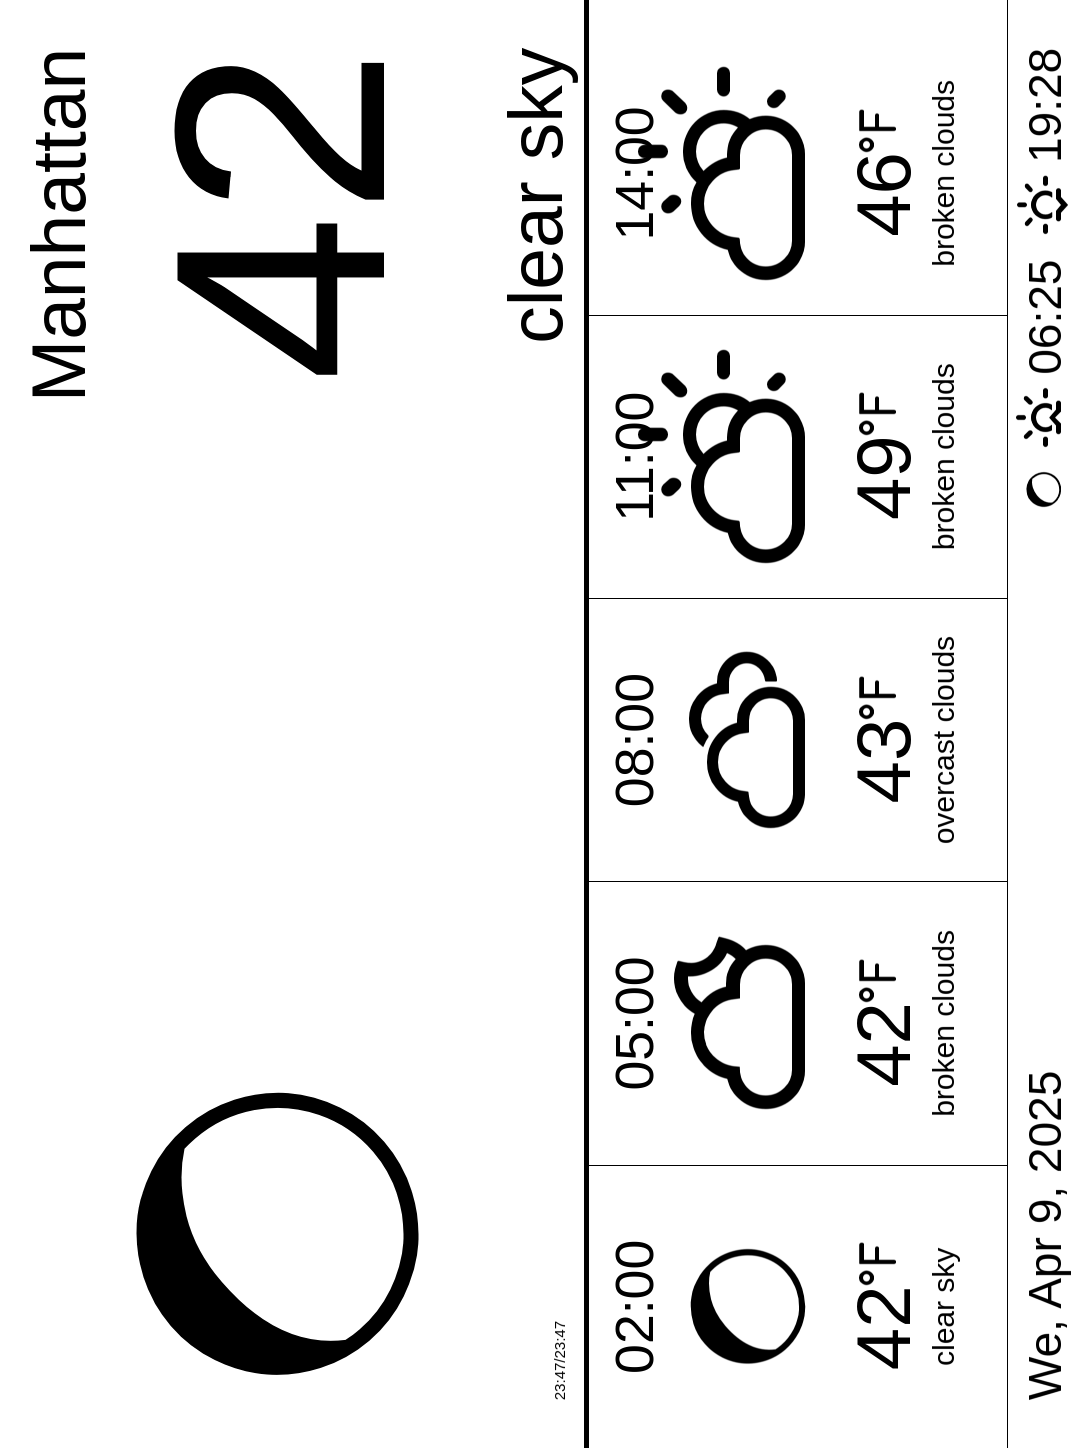 Manhattan
42
clear sky
23:47/23:47
02:00
42°F
clear sky
05:00
42°F
broken clouds
08:00
43°F
overcast clouds
11:00
49°F
broken clouds
14:00
46°F
broken clouds
We, Apr 9, 2025
06:25
19:28